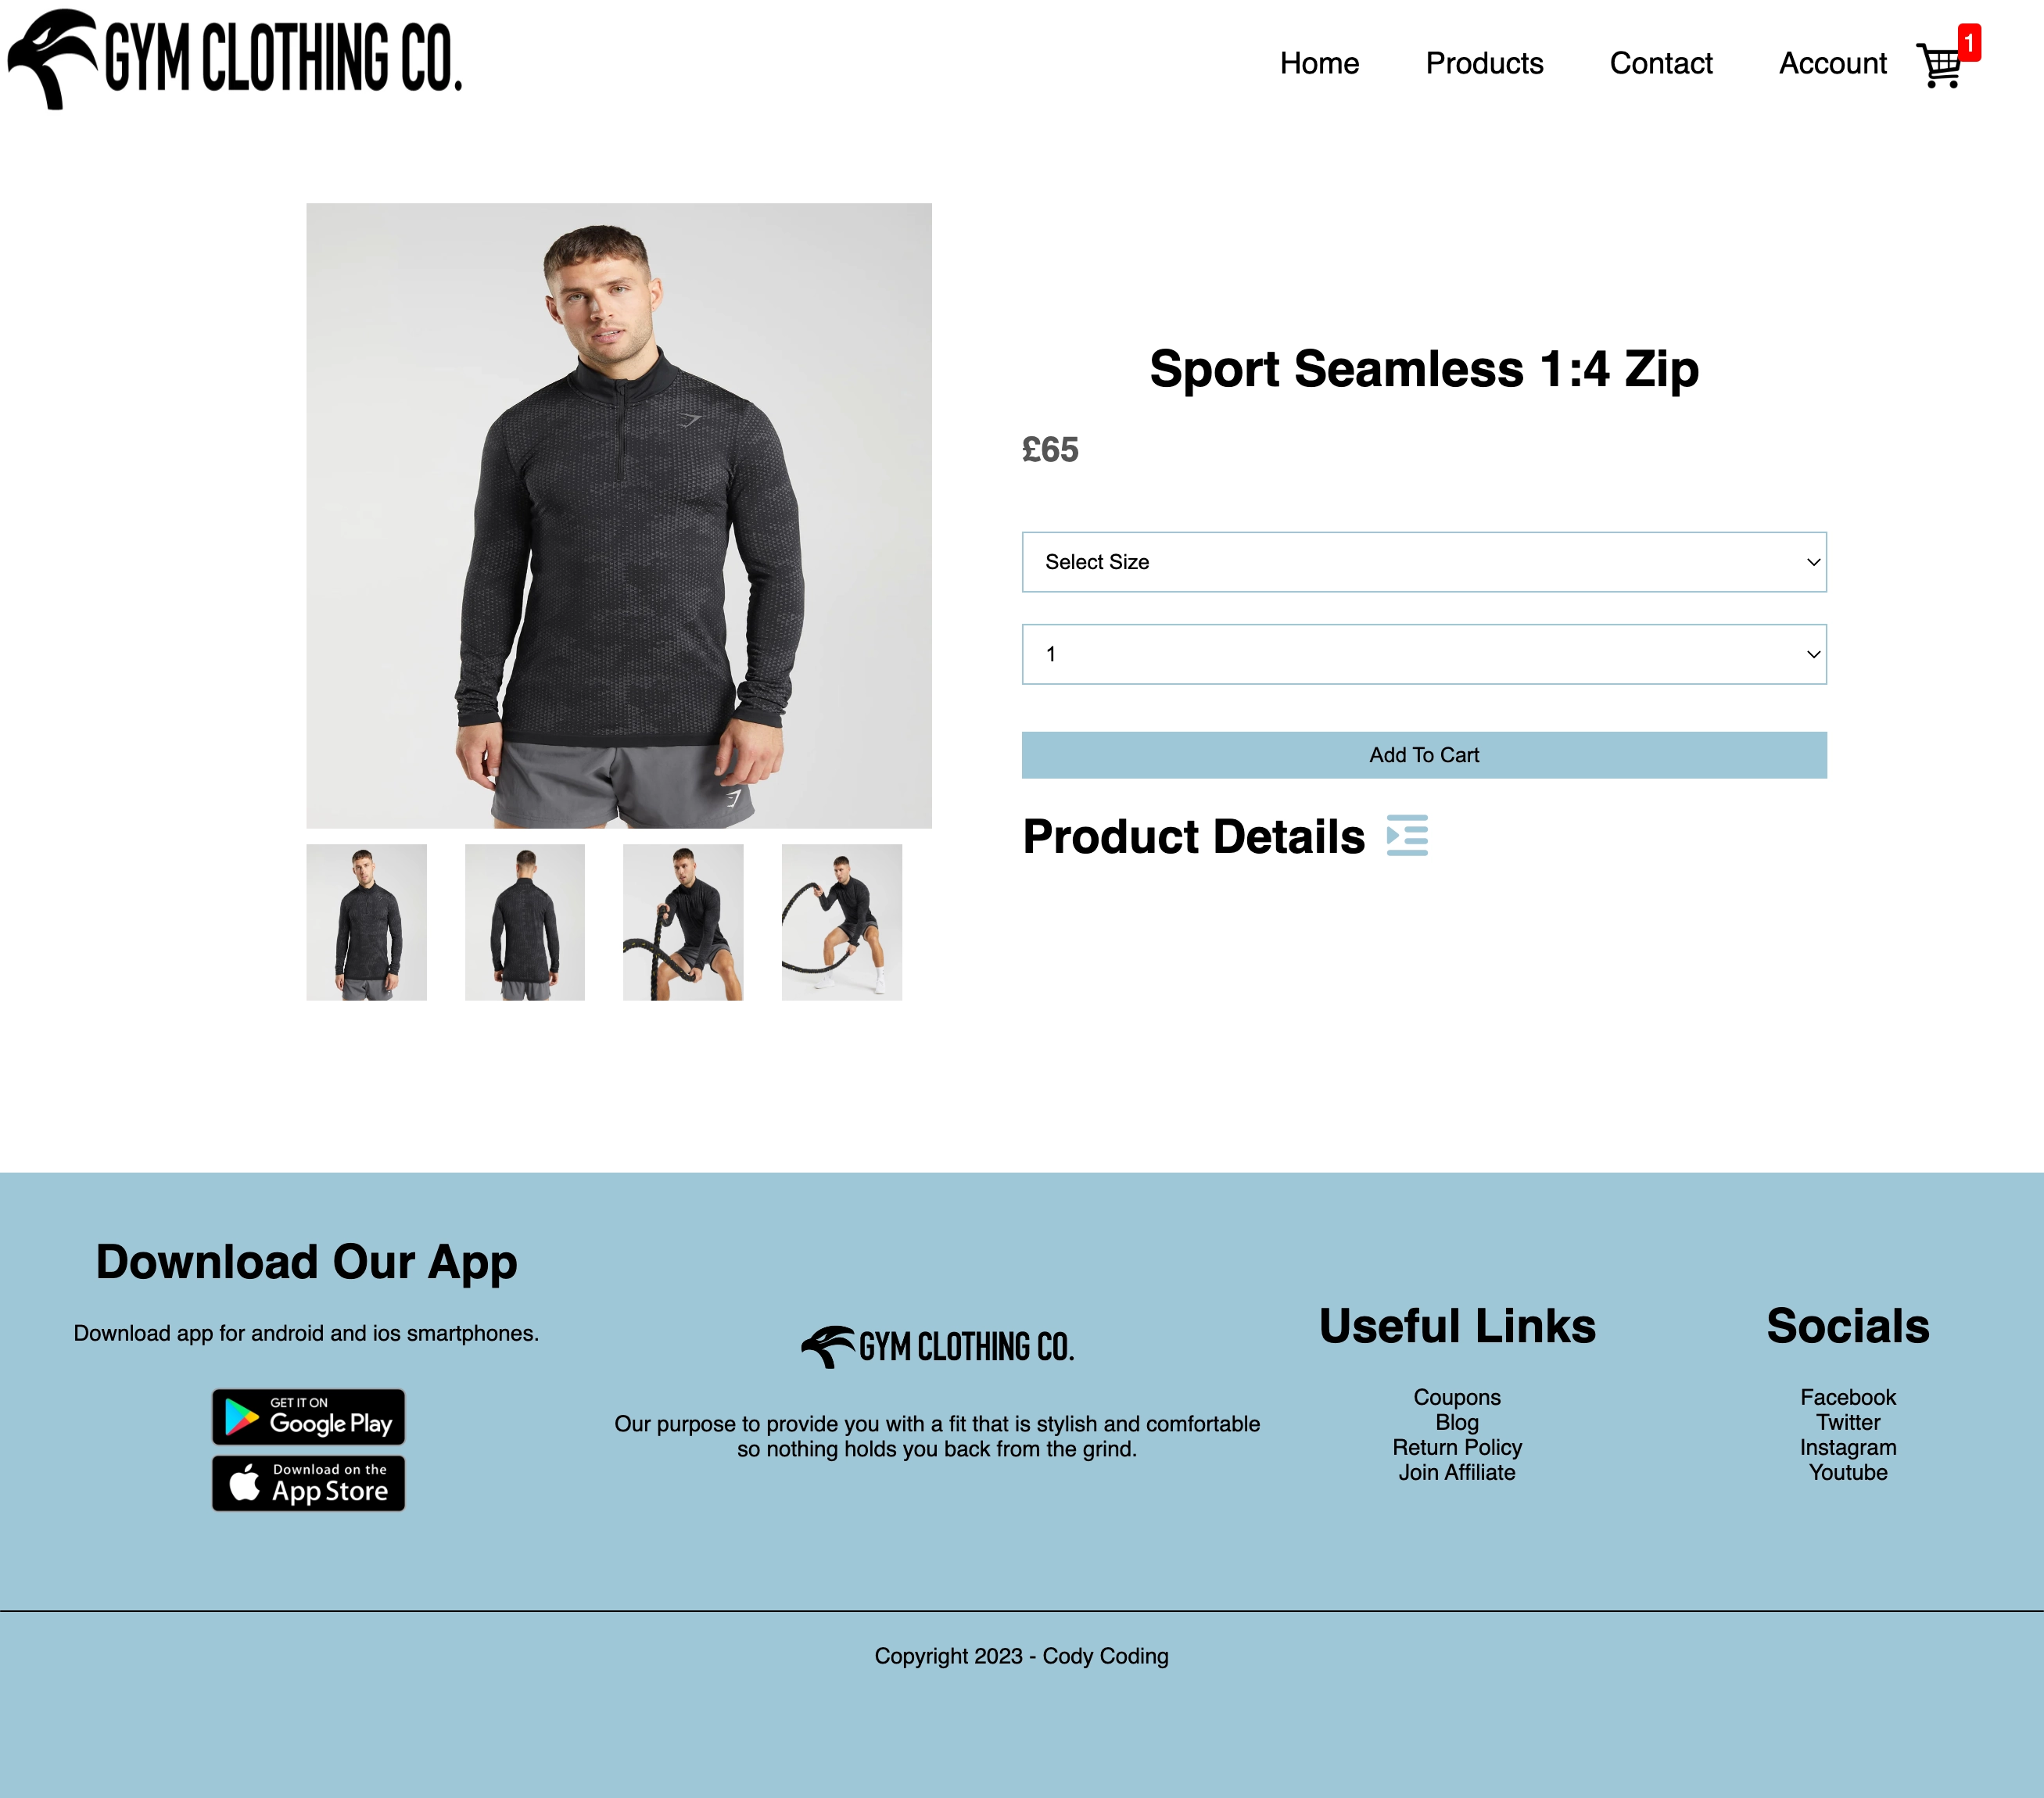 GYM CLOTHING CO.
Home
Products
Contact
Account
1
Sport Seamless 1:4 Zip
£65
Select Size
1
Add To Cart
Product Details
Download Our App
Download app for android and ios smartphones.
GET IT ON
Google Play
Download on the
App Store
GYM CLOTHING CO.
Our purpose to provide you with a fit that is stylish and comfortable
so nothing holds you back from the grind.
Useful Links
Coupons
Blog
Return Policy
Join Affiliate
Socials
Facebook
Twitter
Instagram
Youtube
Copyright 2023 - Cody Coding